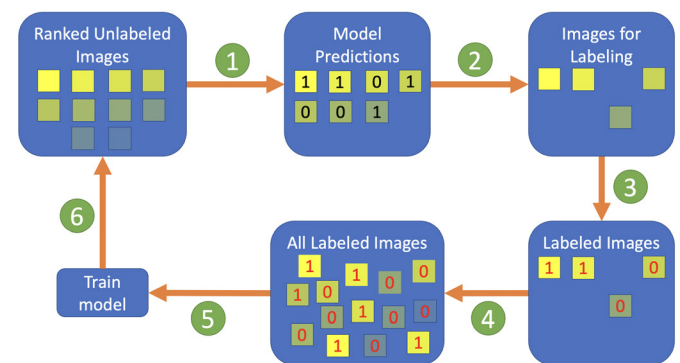 Ranked Unlabeled
Images
1
Model
Predictions
1 1 0 1
0 0 1
2
Images for
Labeling
3
Labeled Images
1 1 0
0
4
All Labeled Images
1
1 0 0
1 0
0 1 0 0
0
1 0 1
5
Train
model
6